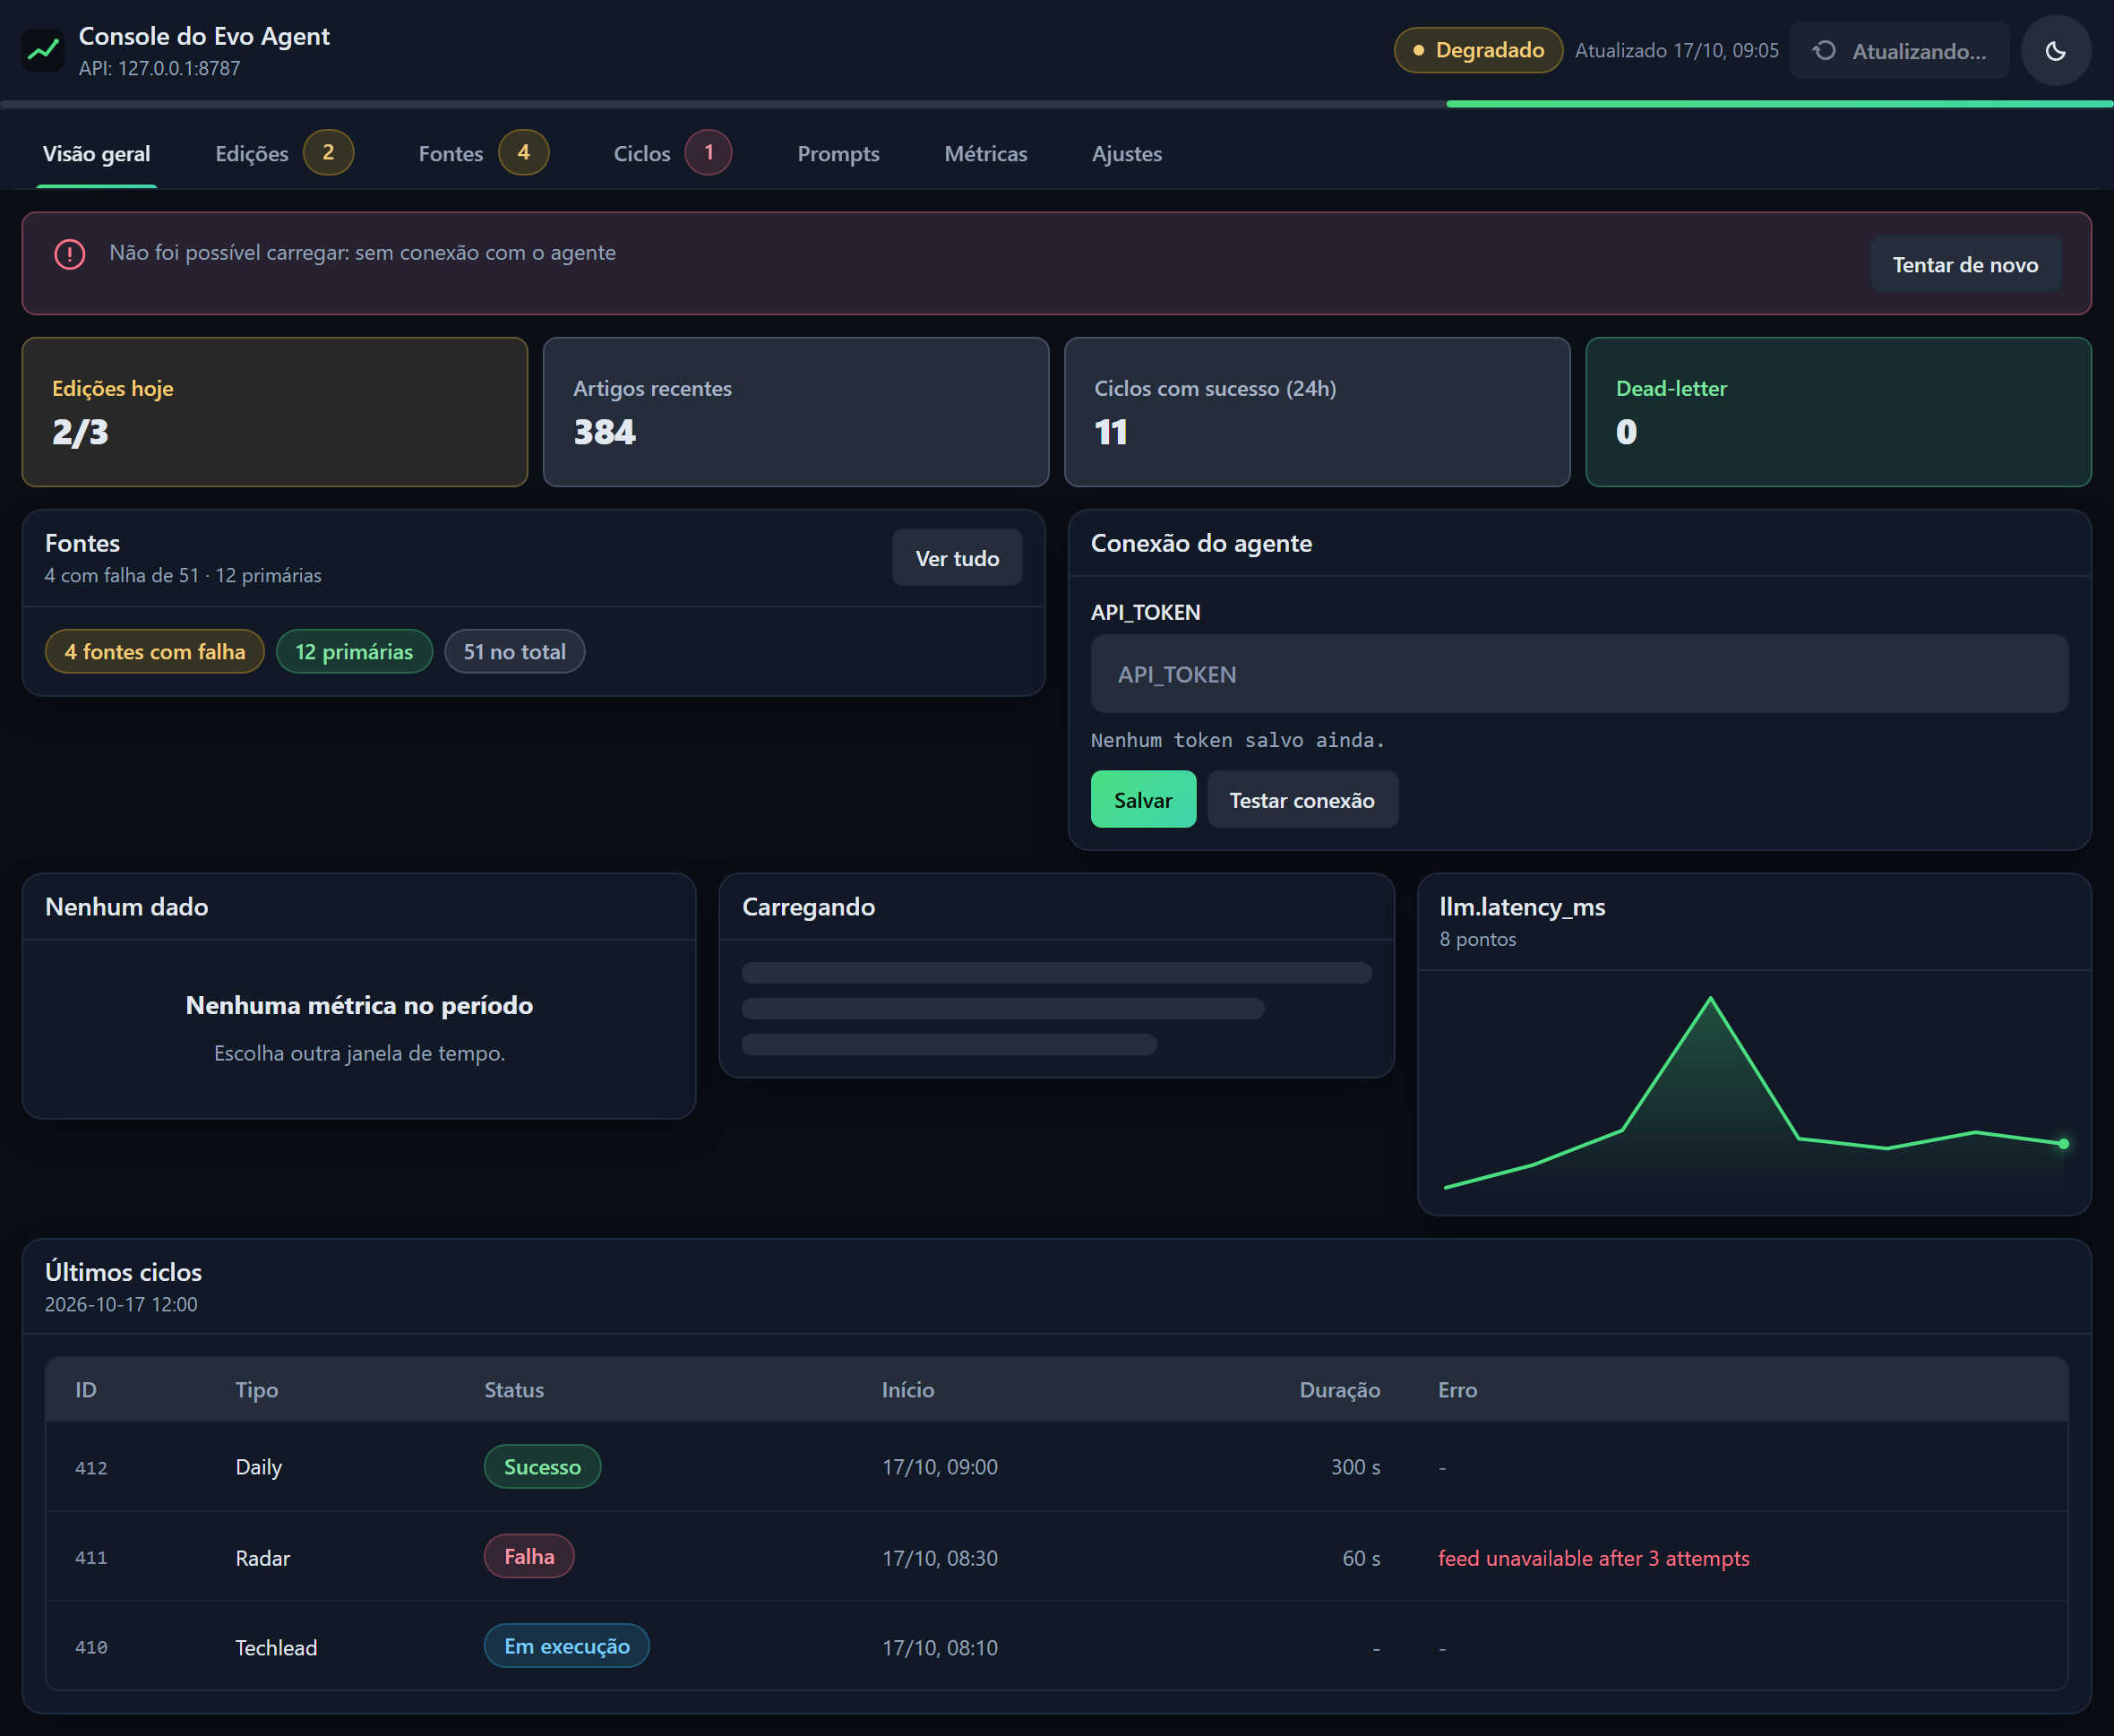 Console do Evo Agent
API: 127.0.0.1:8787
Degradado
Atualizado 17/10, 09:05
Atualizando...
Visão geral
Edições 2
Fontes 4
Ciclos 1
Prompts
Métricas
Ajustes
Não foi possível carregar: sem conexão com o agente
Tentar de novo
Edições hoje
2/3
Artigos recentes
384
Ciclos com sucesso (24h)
11
Dead-letter
0
Fontes
4 com falha de 51 · 12 primárias
Ver tudo
4 fontes com falha
12 primárias
51 no total
Conexão do agente
API_TOKEN
API_TOKEN
Nenhum token salvo ainda.
Salvar
Testar conexão
Nenhum dado
Nenhuma métrica no período
Escolha outra janela de tempo.
Carregando
llm.latency_ms
8 pontos
Últimos ciclos
2026-10-17 12:00
ID Tipo Status Início Duração Erro
412 Daily Sucesso 17/10, 09:00 300 s -
411 Radar Falha 17/10, 08:30 60 s feed unavailable after 3 attempts
410 Techlead Em execução 17/10, 08:10 - -